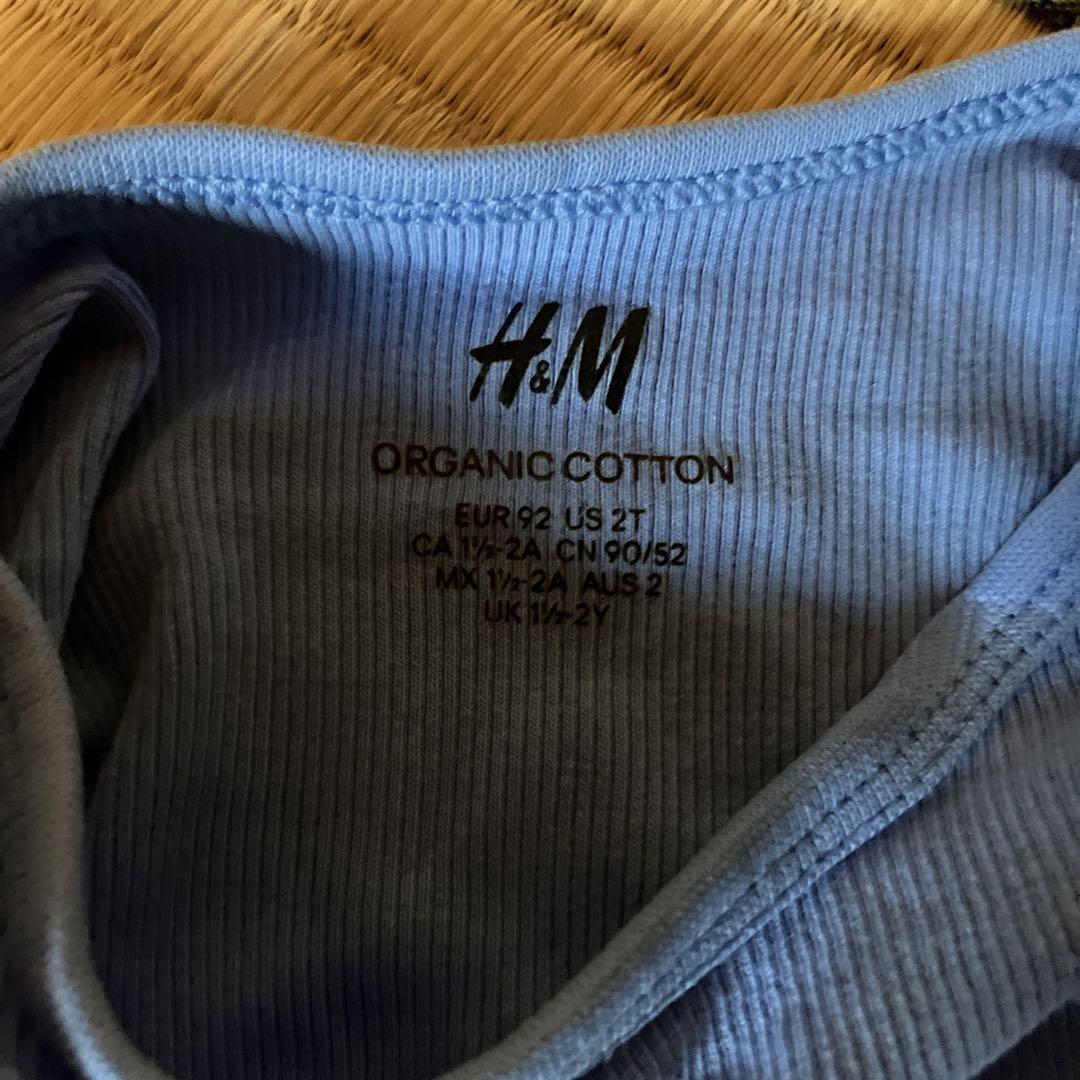 H&M
ORGANIC COTTON
EUR 92 US 2T
CA 1½-2A CN 90/52
MX 1½-2A AUS 2
UK 1½-2Y